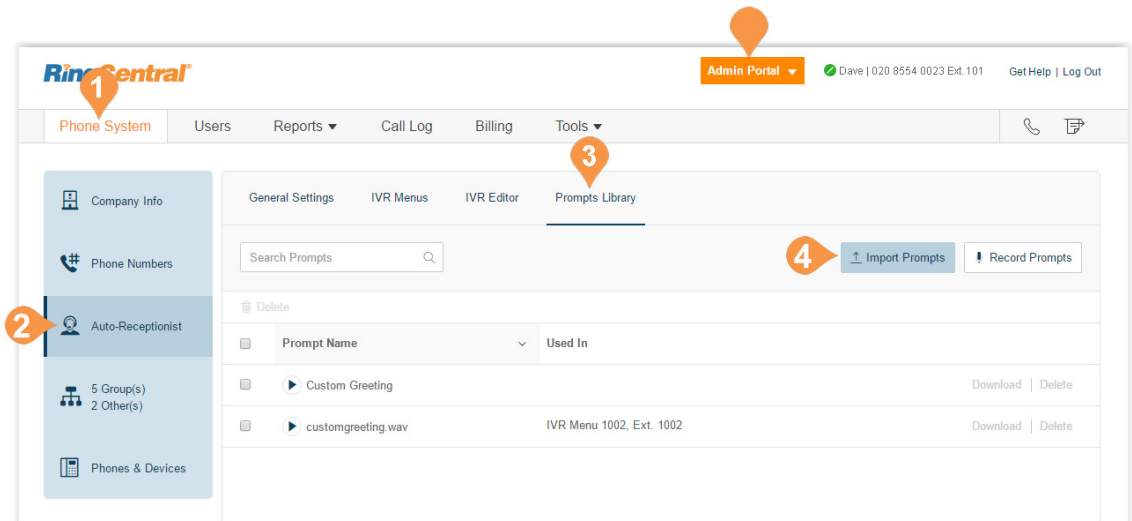 RingCentral®
Admin Portal
Dave | 020 8554 0023 Ext. 101
Get Help | Log Out
1
Phone System
Users
Reports
Call Log
Billing
Tools
3
Company Info
Phone Numbers
2
Auto-Receptionist
5 Group(s)
2 Other(s)
Phones & Devices
General Settings
IVR Menus
IVR Editor
Prompts Library
Search Prompts
4
Import Prompts
Record Prompts
Delete
Prompt Name
Used In
Custom Greeting
Download | Delete
customgreeting.wav
IVR Menu 1002, Ext. 1002
Download | Delete